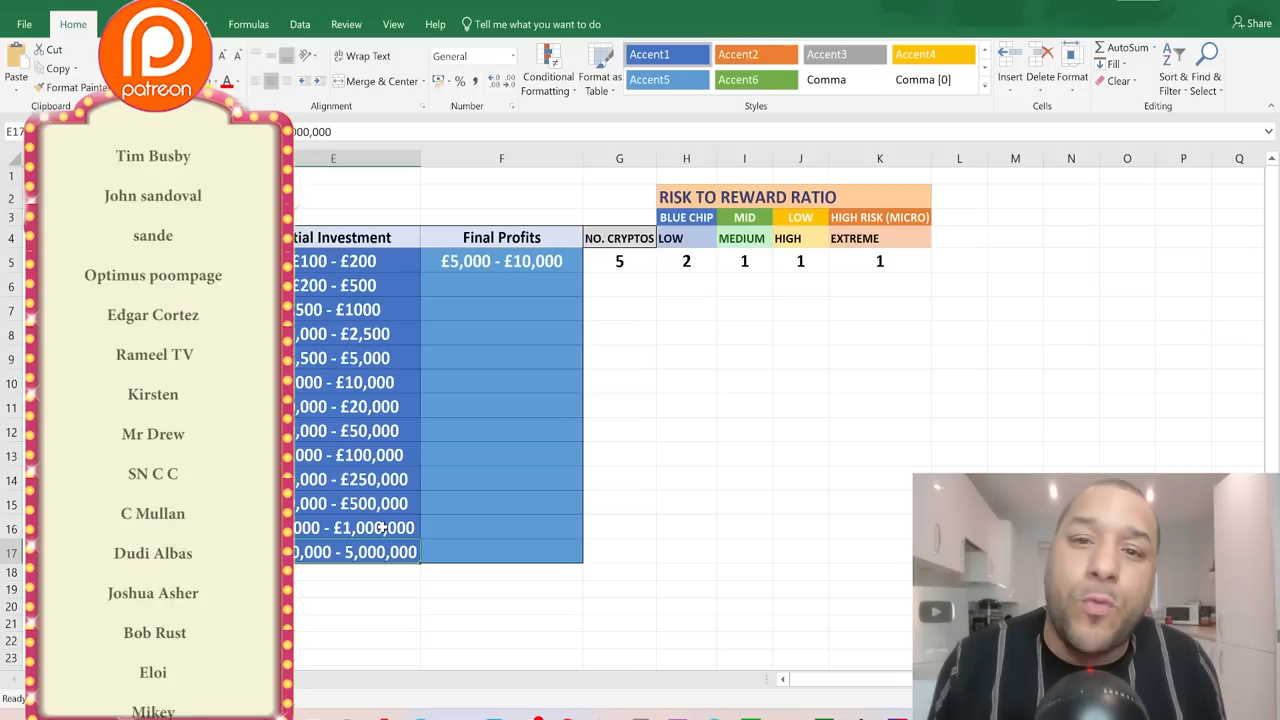 File
Home
Formulas
Data
Review
View
Help
Tell me what you want to do
Share
Paste
Cut
Copy
Format Painter
Clipboard
Wrap Text
Merge & Center
Alignment
General
Number
Conditional Formatting
Format as Table
Accent1
Accent2
Accent3
Accent4
Accent5
Accent6
Comma
Comma [0]
Styles
Insert
Delete
Format
Cells
AutoSum
Fill
Clear
Sort & Filter
Find & Select
Editing
patreon
Tim Busby
John sandoval
sande
Optimus poompage
Edgar Cortez
Rameel TV
Kirsten
Mr Drew
SN C C
C Mullan
Dudi Albas
Joshua Asher
Bob Rust
Eloi
Mikey
E17
000,000
E F G H I J K L M N O P Q
1
2 RISK TO REWARD RATIO
3 BLUE CHIP MID LOW HIGH RISK (MICRO)
4 tial Investment Final Profits NO. CRYPTOS LOW MEDIUM HIGH EXTREME
5 £100 - £200 £5,000 - £10,000 5 2 1 1 1
6 £200 - £500
7 500 - £1000
8 ,000 - £2,500
9 ,500 - £5,000
10 000 - £10,000
11 ,000 - £20,000
12 ,000 - £50,000
13 000 - £100,000
14 ,000 - £250,000
15 ,000 - £500,000
16 000 - £1,000,000
17 0,000 - 5,000,000
18
19
20
21
22
23
Ready